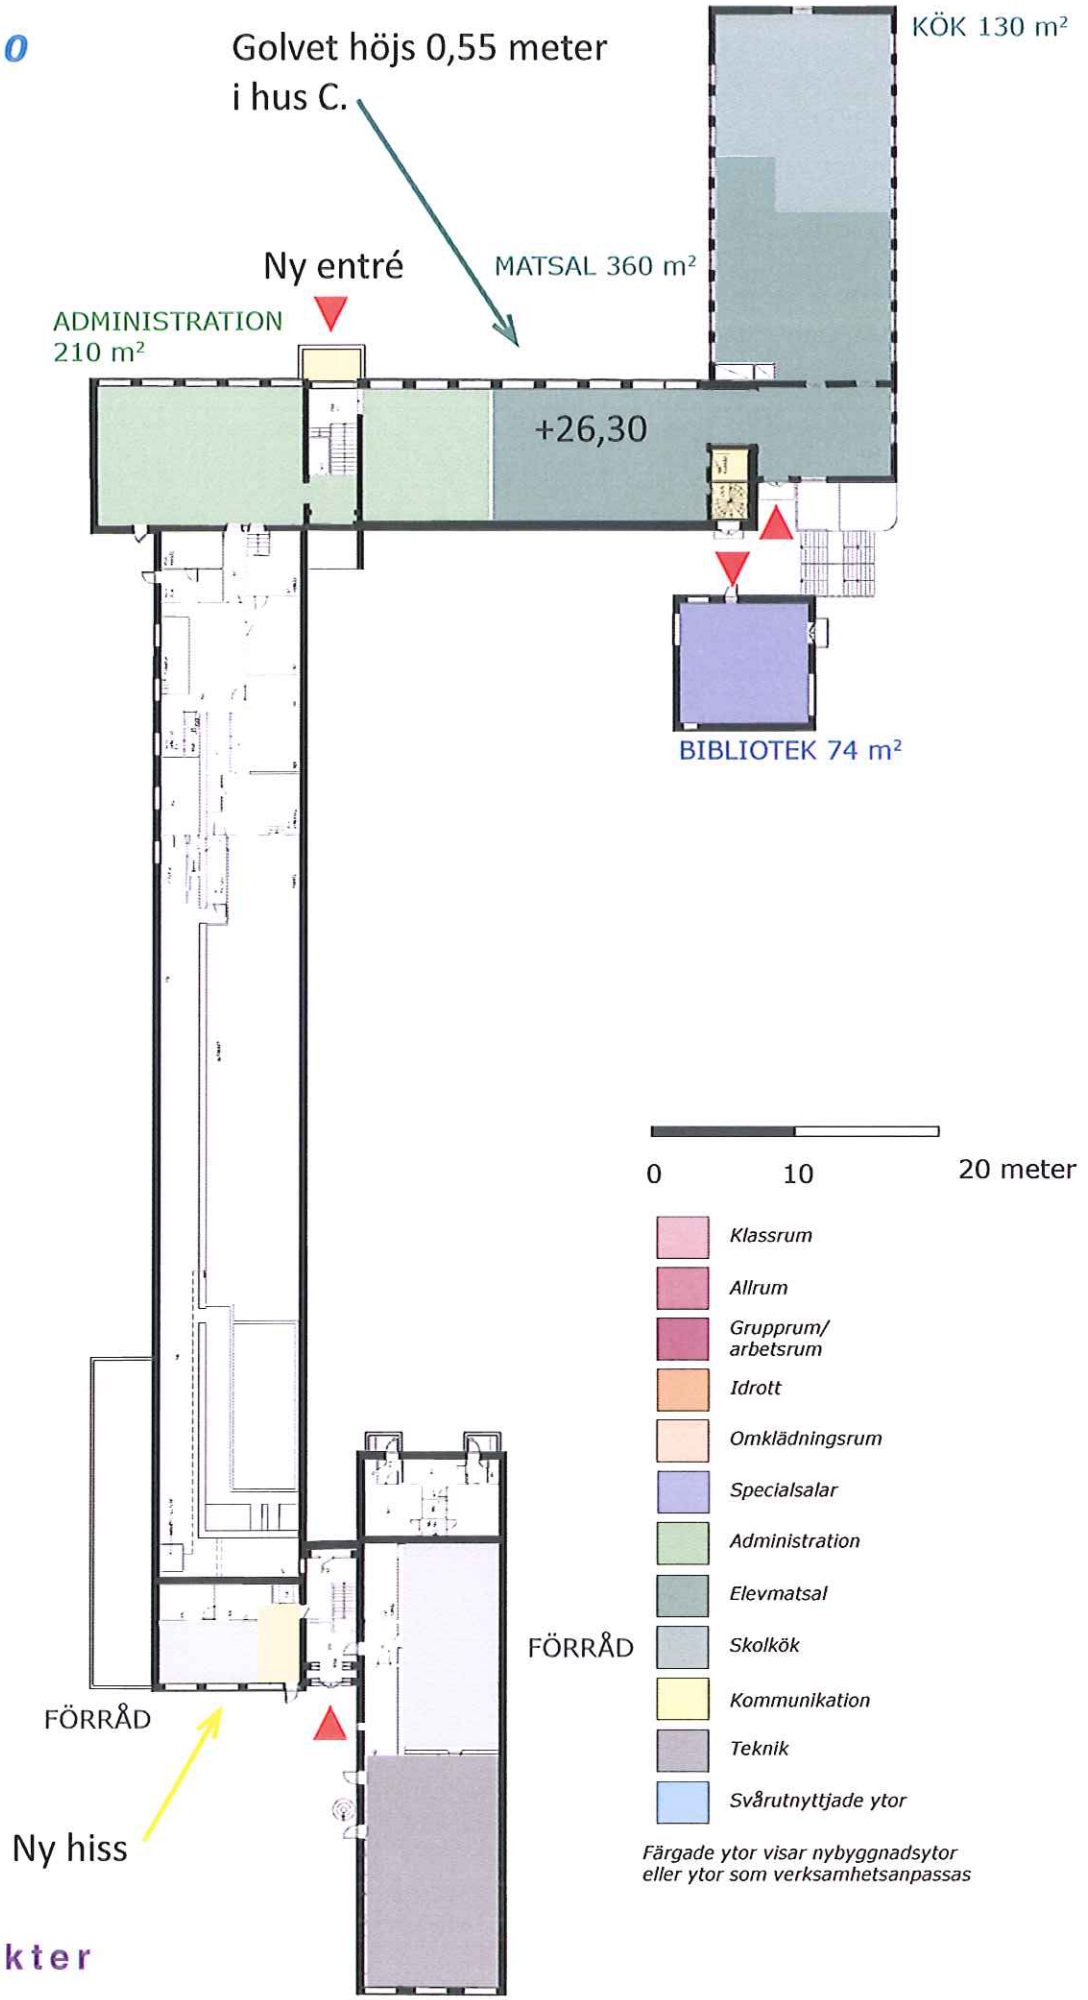 0
Golvet höjs 0,55 meter
i hus C.
KÖK 130 m²
Ny entré
MATSAL 360 m²
ADMINISTRATION
210 m²
+26,30
BIBLIOTEK 74 m²
0 10 20 meter
Klassrum
Allrum
Grupprum/
arbetsrum
Idrott
Omklädningsrum
Specialsalar
Administration
Elevmatsal
Skolkök
Kommunikation
Teknik
Svårutnyttjade ytor
Färgade ytor visar nybyggnadsytor
eller ytor som verksamhetsanpassas
FÖRRÅD
FÖRRÅD
Ny hiss
kter